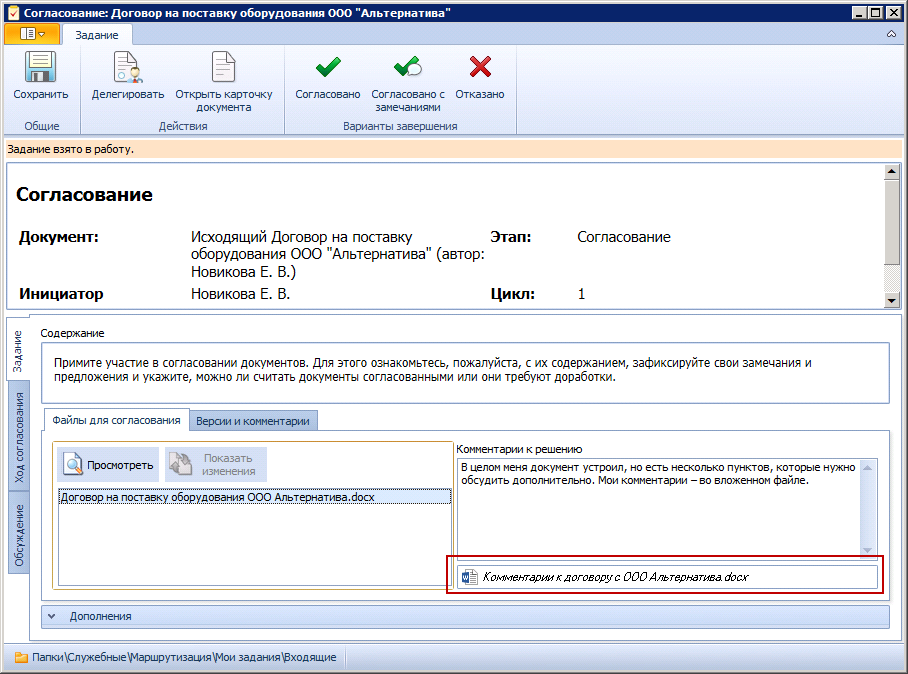 Согласование: Договор на поставку оборудования ООО "Альтернатива"
Задание
Сохранить
Делегировать
Открыть карточку
документа
Согласовано
Согласовано с
замечаниями
Отказано
Общие
Действия
Варианты завершения
Задание взято в работу.
Согласование
Документ:
Исходящий Договор на поставку
оборудования ООО "Альтернатива" (автор:
Новикова Е. В.)
Этап:
Согласование
Инициатор
Новикова Е. В.
Цикл:
1
Задание
Ход согласования
Обсуждение
Содержание
Примите участие в согласовании документов. Для этого ознакомьтесь, пожалуйста, с их содержанием, зафиксируйте свои замечания и
предложения и укажите, можно ли считать документы согласованными или они требуют доработки.
Файлы для согласования
Версии и комментарии
Просмотреть
Показать
изменения
Договор на поставку оборудования ООО Альтернатива.docx
Комментарии к решению
В целом меня документ устроил, но есть несколько пунктов, которые нужно
обсудить дополнительно. Мои комментарии – во вложенном файле.
Комментарии к договору с ООО Альтернатива.docx
Дополнения
Папки\Служебные\Маршрутизация\Мои задания\Входящие